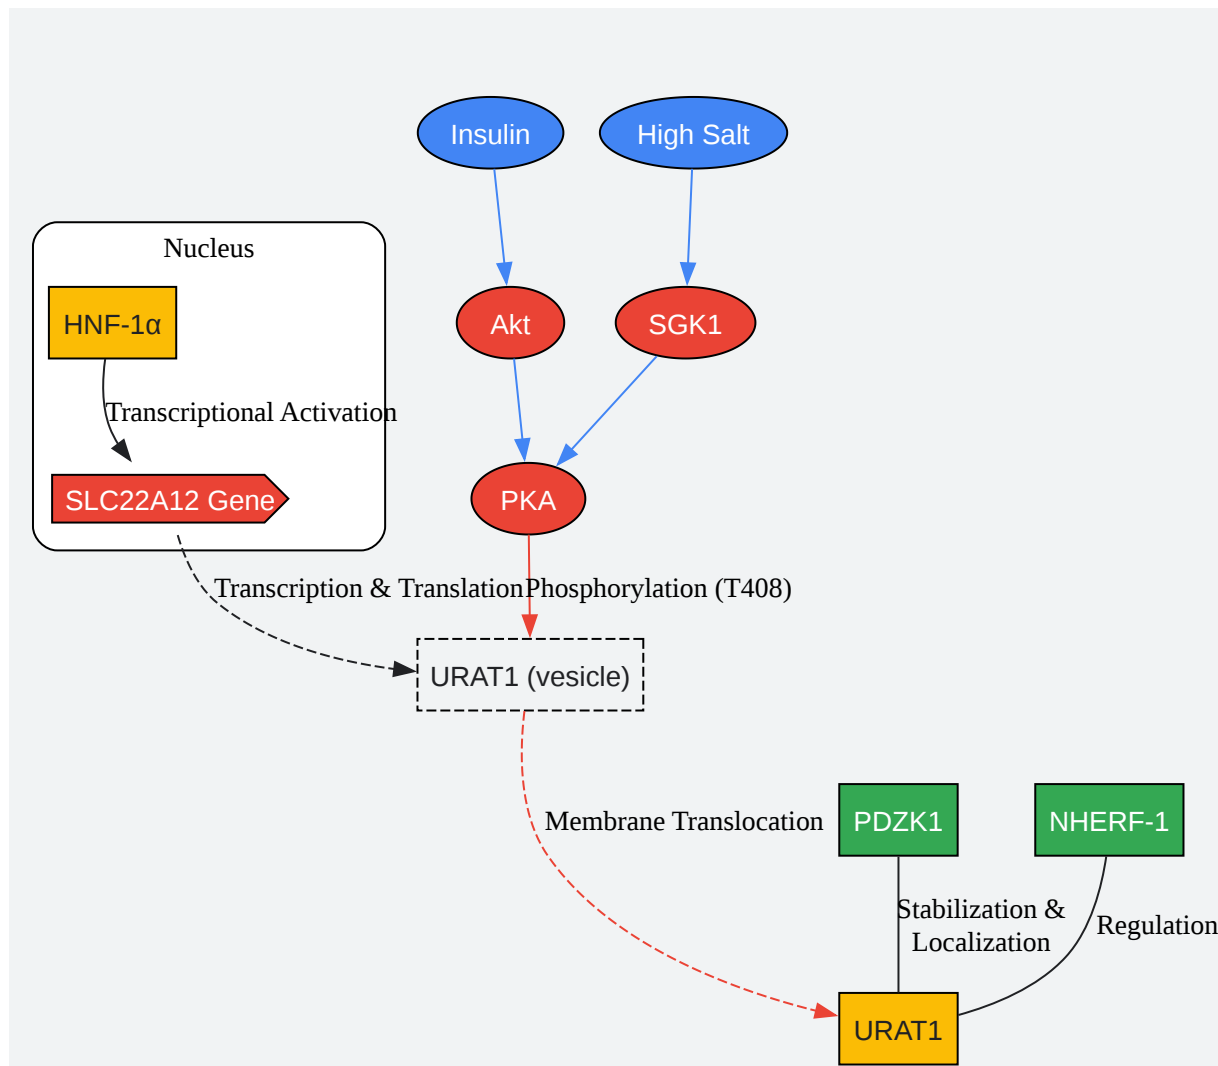 Insulin
High Salt
Nucleus
HNF-1α
Akt
SGK1
Transcriptional Activation
SLC22A12 Gene
PKA
Transcription & Translation
Phosphorylation (T408)
URAT1 (vesicle)
Membrane Translocation
PDZK1
NHERF-1
Stabilization &
Localization
Regulation
URAT1